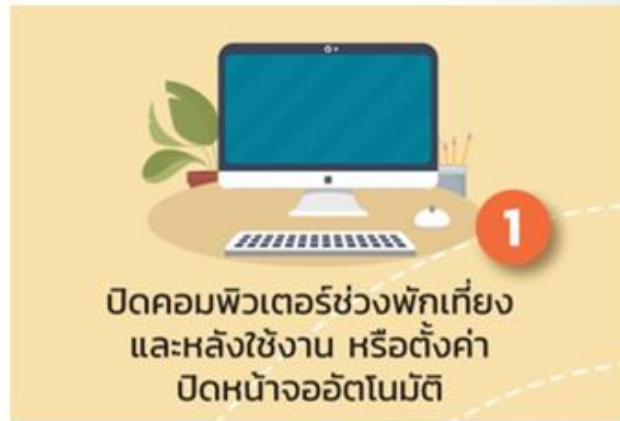 1
ปิดคอมพิวเตอร์ช่วงพักเที่ยง
และหลังใช้งาน หรือตั้งค่า
ปิดหน้าจออัตโนมัติ